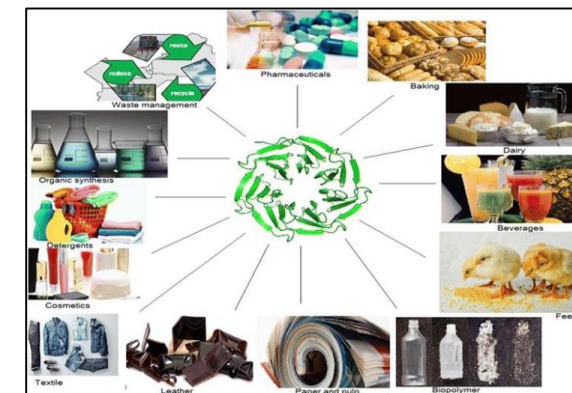 reuse
reduce
recycle
Waste management
Pharmaceuticals
Baking
Organic synthesis
Dairy
Detergents
Beverages
Cosmetics
Fee
Textile
Leather
Paper and pulp
Biopolymer